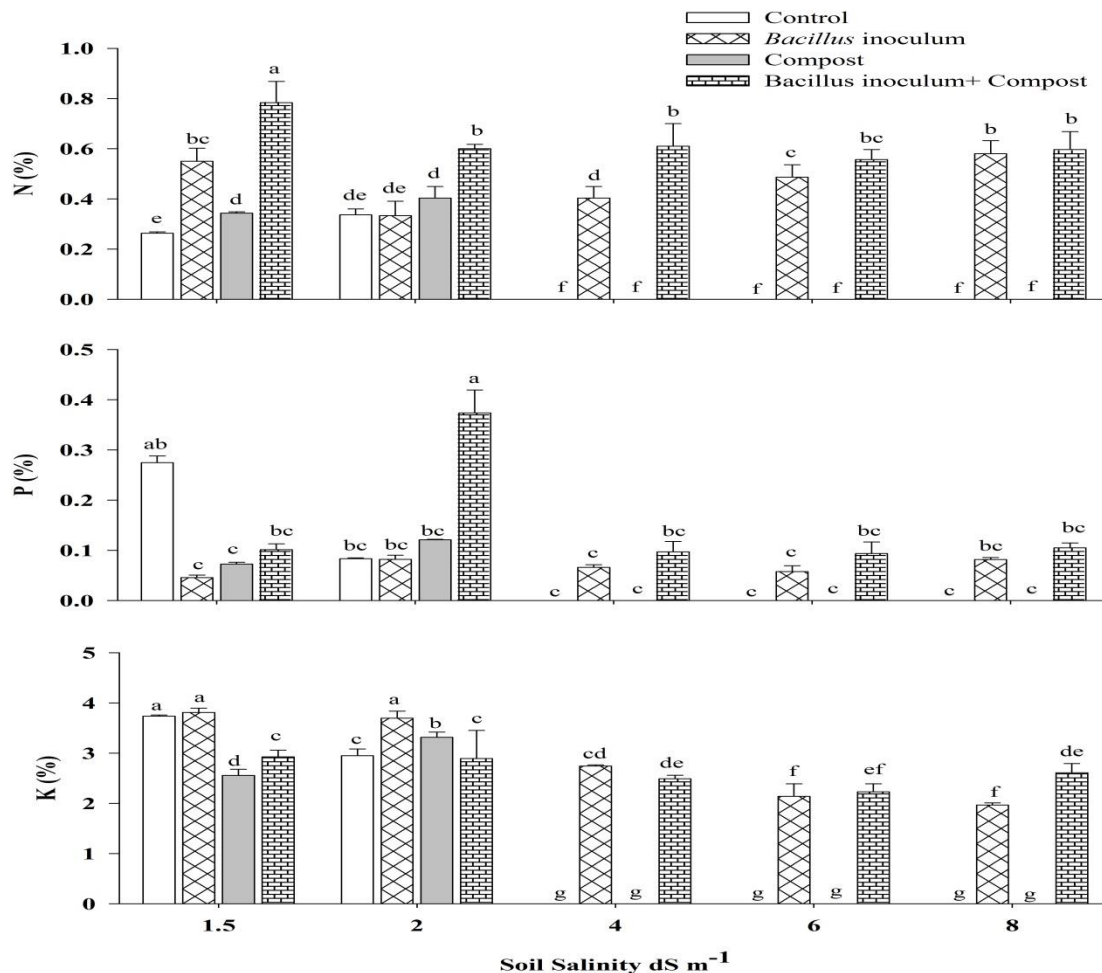 Control
Bacillus inoculum
Compost
Bacillus inoculum+ Compost
N (%)
1.0
0.8
0.6
0.4
0.2
0.0
e bc d a
de de d b
f d f b
f c f bc
f b f b
P (%)
0.5
0.4
0.3
0.2
0.1
0.0
ab c c bc
bc bc bc a
c c c bc
c c c bc
c bc c bc
K (%)
5
4
3
2
1
0
a a d c
c a b c
g cd g de
g f g ef
g f g de
1.5 2 4 6 8
Soil Salinity dS m⁻¹